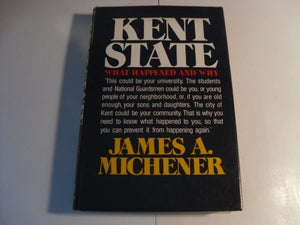 KENT
STATE
WHAT HAPPENED AND WHY
'This could be your university. The students
and National Guardsmen could be you, or young
people of your neighborhood, or, if you are old
enough, your sons and daughters. The city of
Kent could be your community. That is why you
need to know what happened to you, so
that you can prevent it from happening again.'
JAMES A.
MICHENER